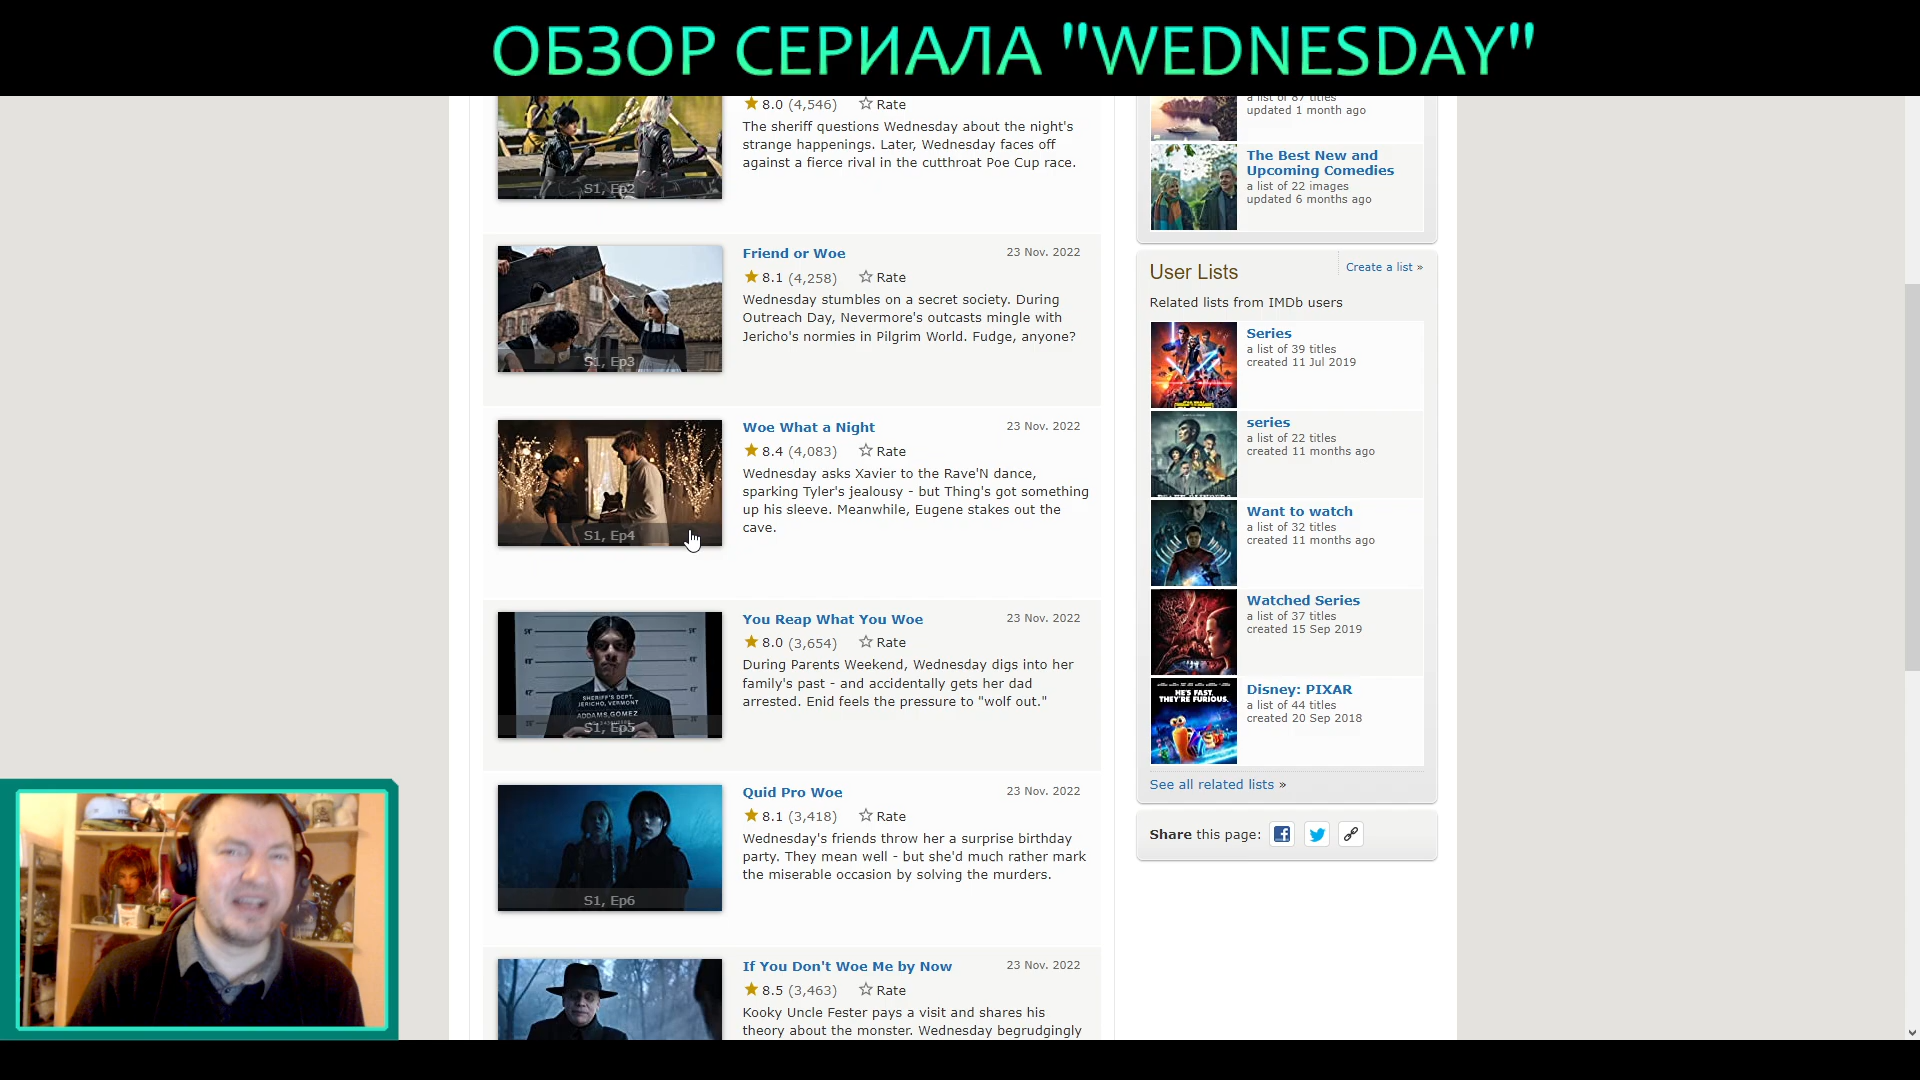 ОБЗОР СЕРИАЛА "WEDNESDAY"
8.0 (4,546) Rate
The sheriff questions Wednesday about the night's
strange happenings. Later, Wednesday faces off
against a fierce rival in the cutthroat Poe Cup race.
S1, Ep2
Friend or Woe 23 Nov. 2022
8.1 (4,258) Rate
Wednesday stumbles on a secret society. During
Outreach Day, Nevermore's outcasts mingle with
Jericho's normies in Pilgrim World. Fudge, anyone?
S1, Ep3
Woe What a Night 23 Nov. 2022
8.4 (4,083) Rate
Wednesday asks Xavier to the Rave'N dance,
sparking Tyler's jealousy - but Thing's got something
up his sleeve. Meanwhile, Eugene stakes out the
cave.
S1, Ep4
You Reap What You Woe 23 Nov. 2022
8.0 (3,654) Rate
During Parents Weekend, Wednesday digs into her
family's past - and accidentally gets her dad
arrested. Enid feels the pressure to "wolf out."
SHERIFF'S DEPT.
JERICHO, VERMONT
ADDAMS, GOMEZ
S1, Ep5
Quid Pro Woe 23 Nov. 2022
8.1 (3,418) Rate
Wednesday's friends throw her a surprise birthday
party. They mean well - but she'd much rather mark
the miserable occasion by solving the murders.
S1, Ep6
If You Don't Woe Me by Now 23 Nov. 2022
8.5 (3,463) Rate
Kooky Uncle Fester pays a visit and shares his
theory about the monster. Wednesday begrudgingly
a list of 87 titles
updated 1 month ago
The Best New and
Upcoming Comedies
a list of 22 images
updated 6 months ago
User Lists Create a list »
Related lists from IMDb users
Series
a list of 39 titles
created 11 Jul 2019
series
a list of 22 titles
created 11 months ago
Want to watch
a list of 32 titles
created 11 months ago
Watched Series
a list of 37 titles
created 15 Sep 2019
HE'S FAST.
THEY'RE FURIOUS.
Disney: PIXAR
a list of 44 titles
created 20 Sep 2018
See all related lists »
Share this page: